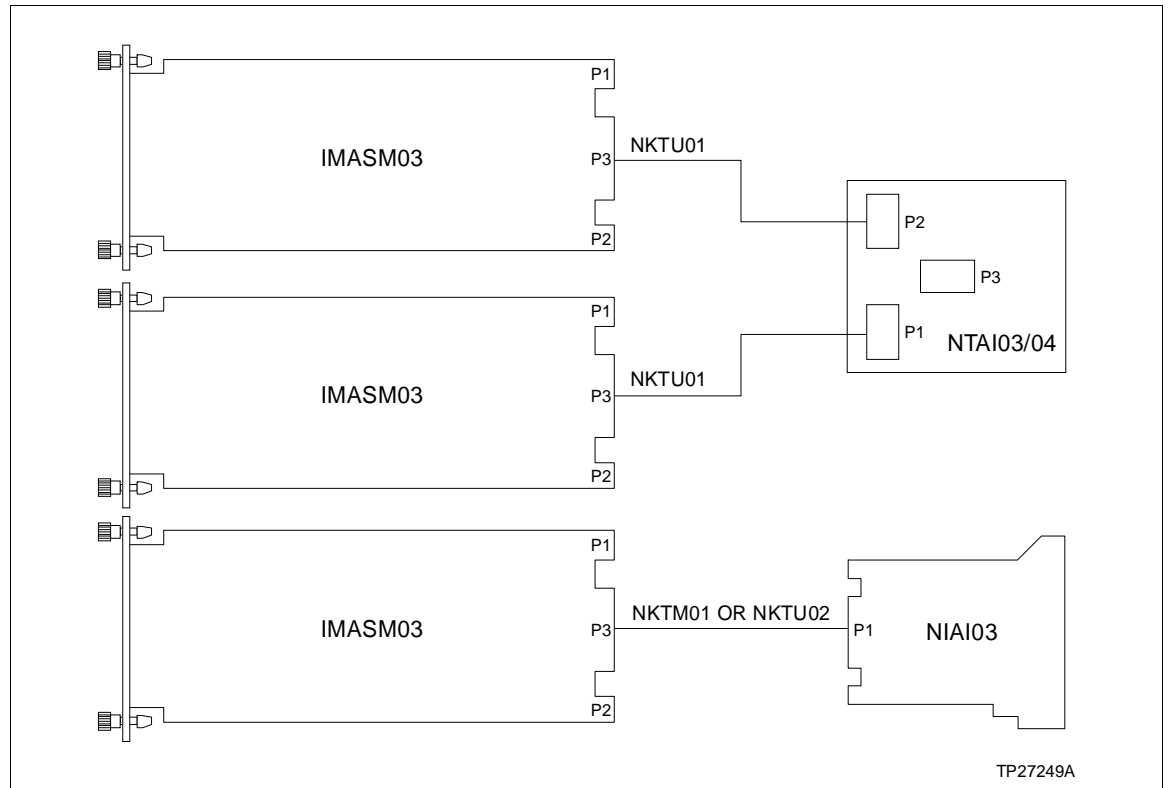 P1
IMASM03
P3
NKTU01
P2
P2
P3
P1
NTAI03/04
P1
IMASM03
P3
NKTU01
P2
P1
IMASM03
P3
NKTM01 OR NKTU02
P2
P1
NIAI03
TP27249A